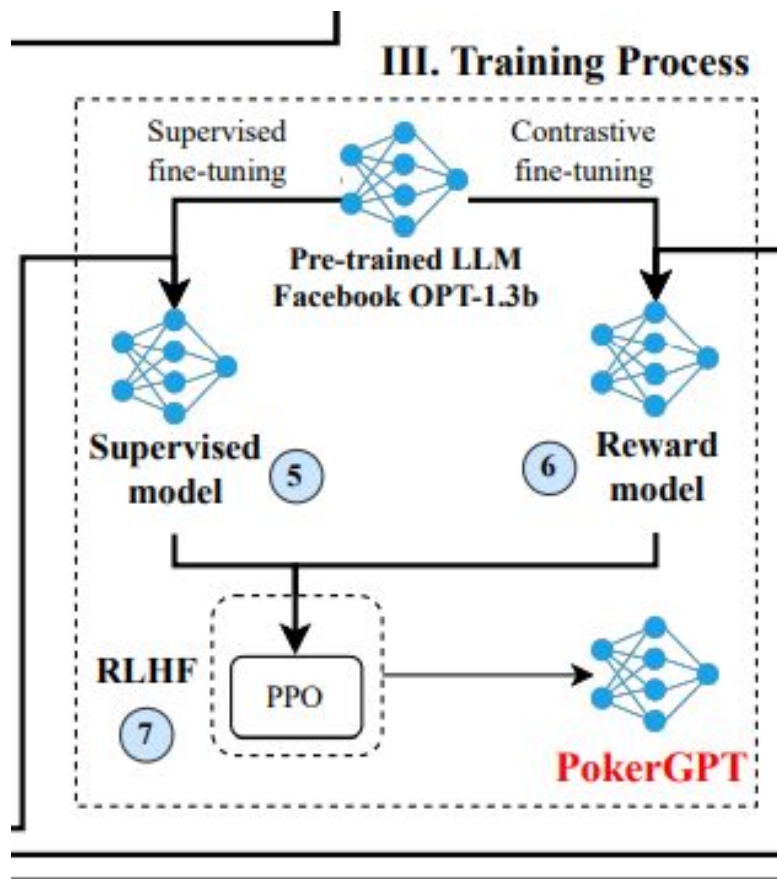 III. Training Process
Supervised
fine-tuning
Contrastive
fine-tuning
Pre-trained LLM
Facebook OPT-1.3b
Supervised
model
5
6
Reward
model
RLHF
7
PPO
PokerGPT